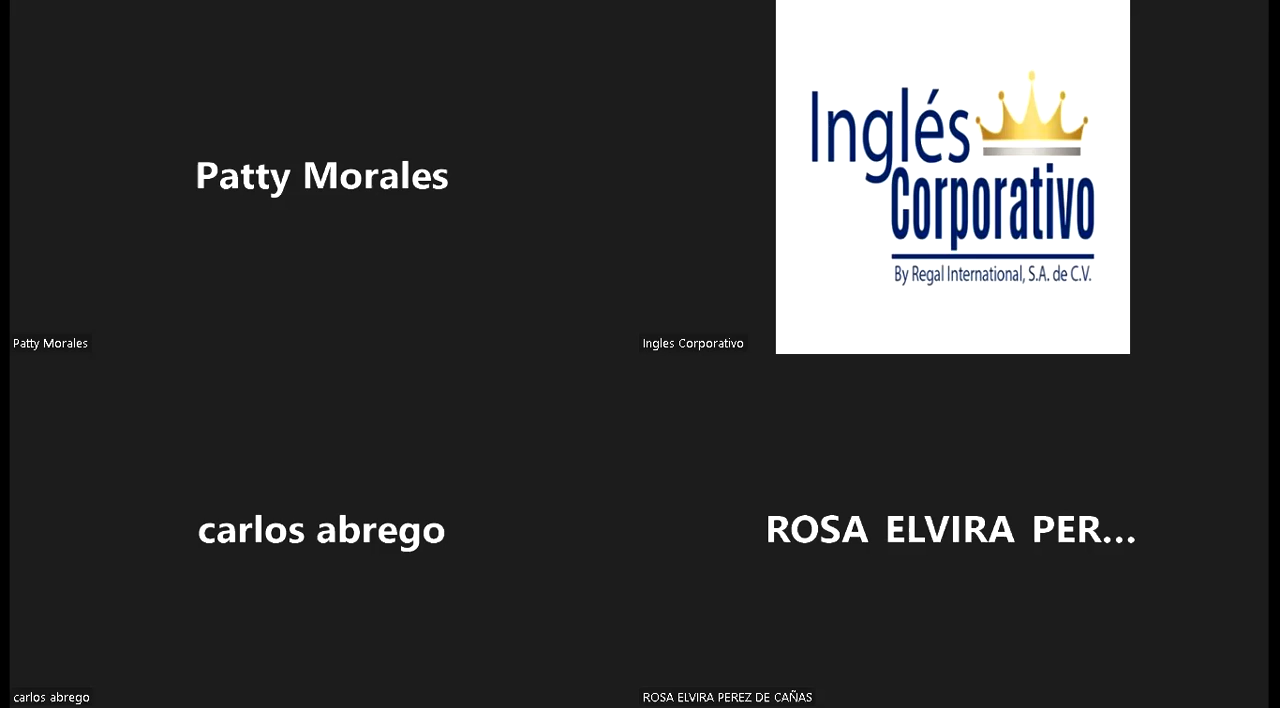 Patty Morales
Patty Morales
Inglés
Corporativo
By Regal International, S.A. de C.V.
Ingles Corporativo
carlos abrego
carlos abrego
ROSA ELVIRA PER...
ROSA ELVIRA PEREZ DE CAÑAS